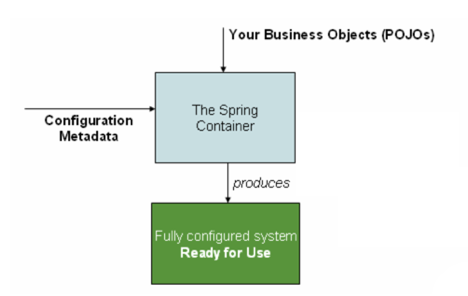 Your Business Objects (POJOs)
Configuration
Metadata
The Spring
Container
produces
Fully configured system
Ready for Use